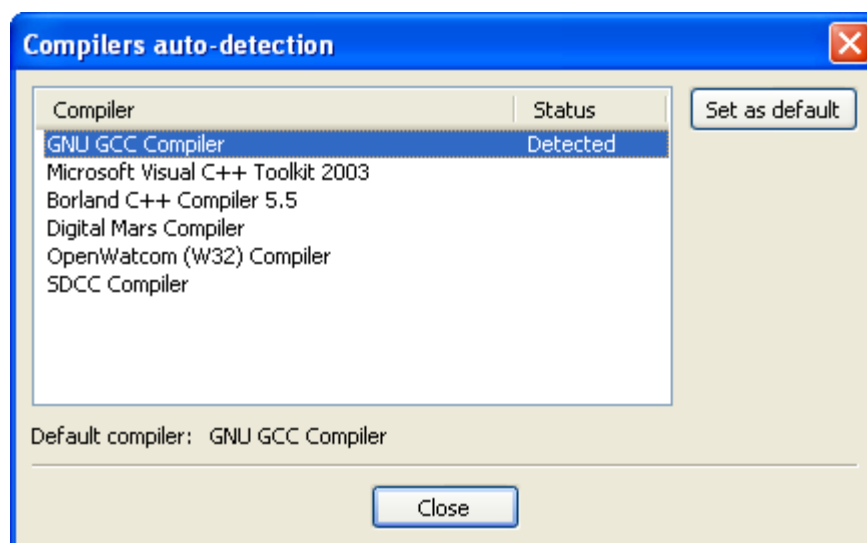 Compilers auto-detection
Compiler Status
Set as default
GNU GCC Compiler Detected
Microsoft Visual C++ Toolkit 2003
Borland C++ Compiler 5.5
Digital Mars Compiler
OpenWatcom (W32) Compiler
SDCC Compiler
Default compiler: GNU GCC Compiler
Close